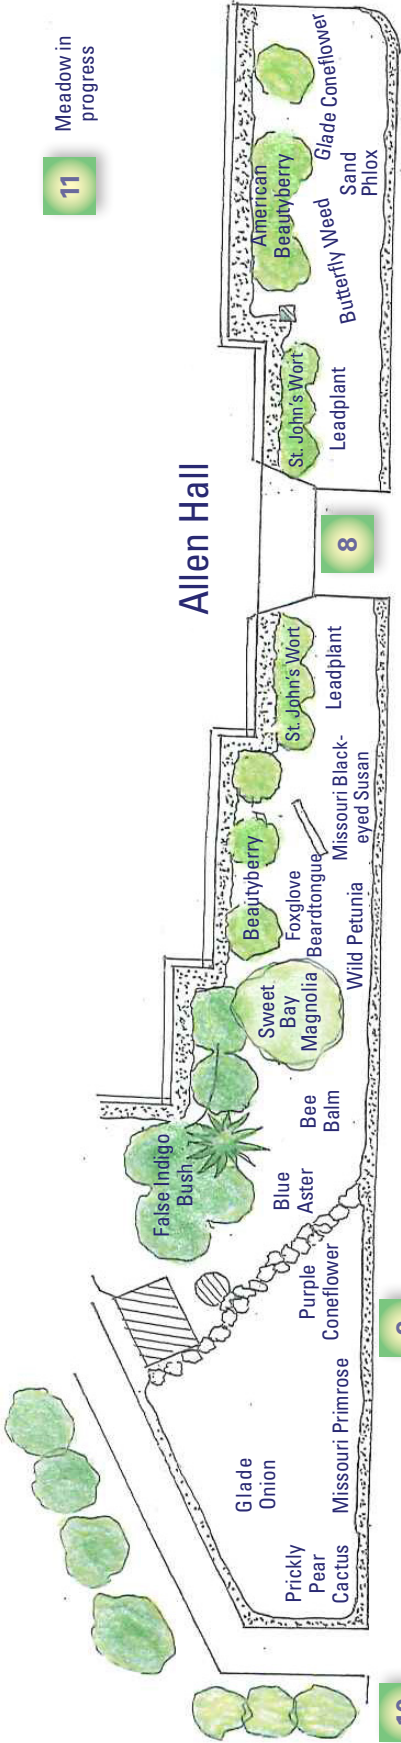 11
Meadow in
progress
Allen Hall
8
Glade Coneflower
Sand
Phlox
American
Beautyberry
Butterfly Weed
St. John's Wort
Leadplant
St. John's Wort
Leadplant
Missouri Black-
eyed Susan
Beautyberry
Foxglove
Beardtongue
Wild Petunia
Sweet
Bay
Magnolia
Bee
Balm
False Indigo
Bush
Blue
Aster
Purple
Coneflower
Missouri Primrose
Glade
Onion
Prickly
Pear
Cactus